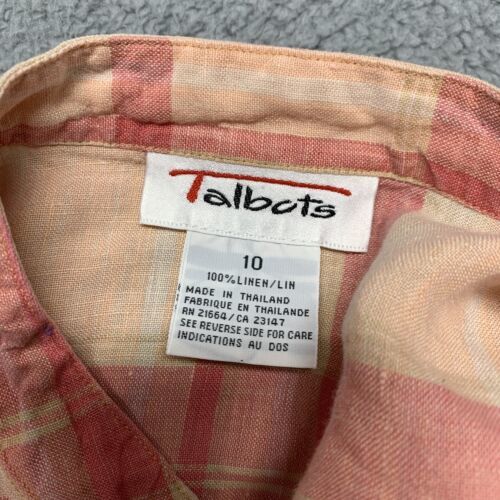 Talbots
10
100% LINEN/LIN
MADE IN THAILAND
FABRIQUE EN THAILANDE
RN 21664/CA 23147
SEE REVERSE SIDE FOR CARE
INDICATIONS AU DOS